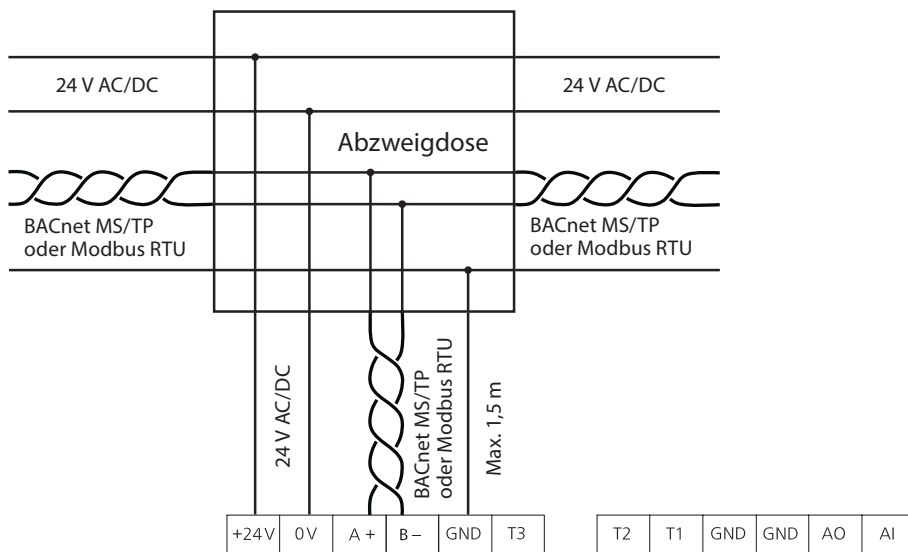 24 V AC/DC
24 V AC/DC
Abzweigdose
BACnet MS/TP
oder Modbus RTU
BACnet MS/TP
oder Modbus RTU
24 V AC/DC
BACnet MS/TP
oder Modbus RTU
Max. 1,5 m
+24 V
0 V
A +
B –
GND
T3
T2
T1
GND
GND
AO
AI